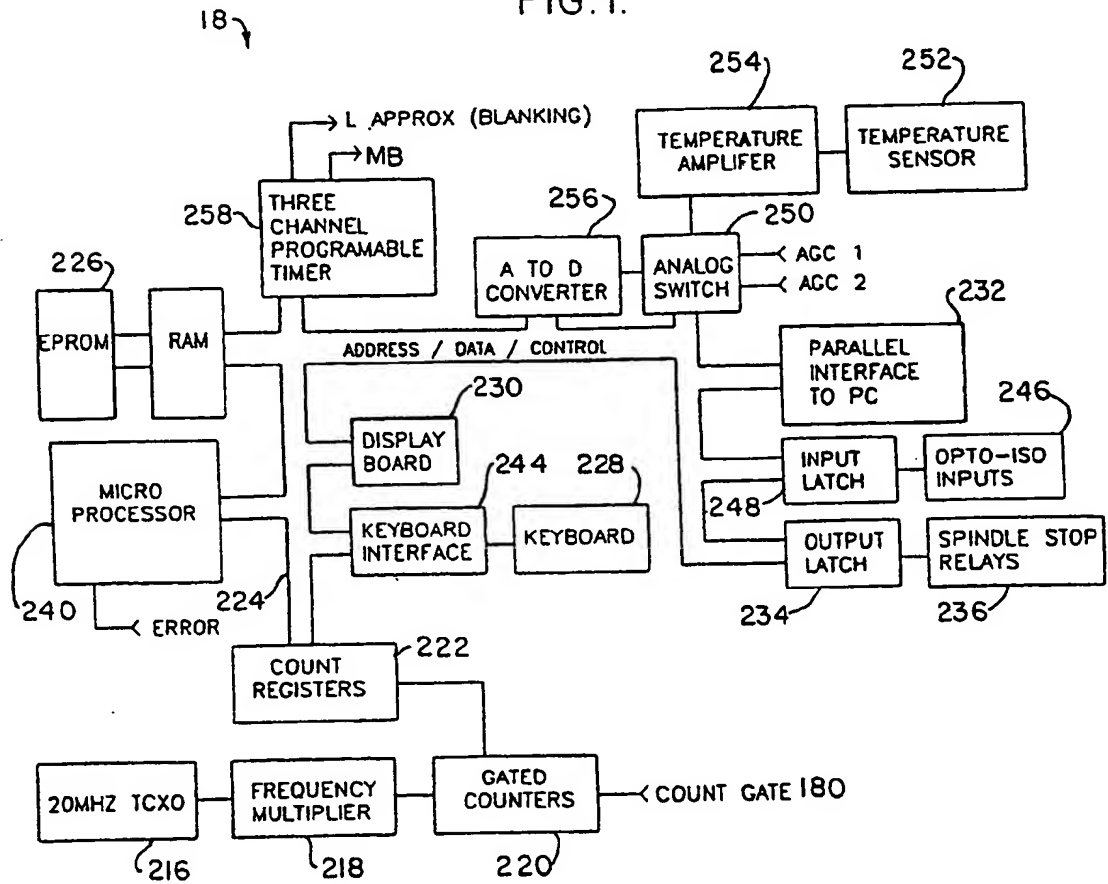 FIG. 1.
18
254
252
L APPROX (BLANKING)
MB
TEMPERATURE
AMPLIFER
TEMPERATURE
SENSOR
258
THREE
CHANNEL
PROGRAMABLE
TIMER
256
250
A TO D
CONVERTER
ANALOG
SWITCH
AGC 1
AGC 2
226
EPROM
RAM
232
ADDRESS / DATA / CONTROL
PARALLEL
INTERFACE
TO PC
230
DISPLAY
BOARD
246
MICRO
PROCESSOR
244
228
INPUT
LATCH
OPTO-ISO
INPUTS
248
KEYBOARD
INTERFACE
KEYBOARD
OUTPUT
LATCH
SPINDLE STOP
RELAYS
240
224
234
236
ERROR
222
COUNT
REGISTERS
20MHZ TCXO
FREQUENCY
MULTIPLIER
GATED
COUNTERS
COUNT GATE 180
216
218
220